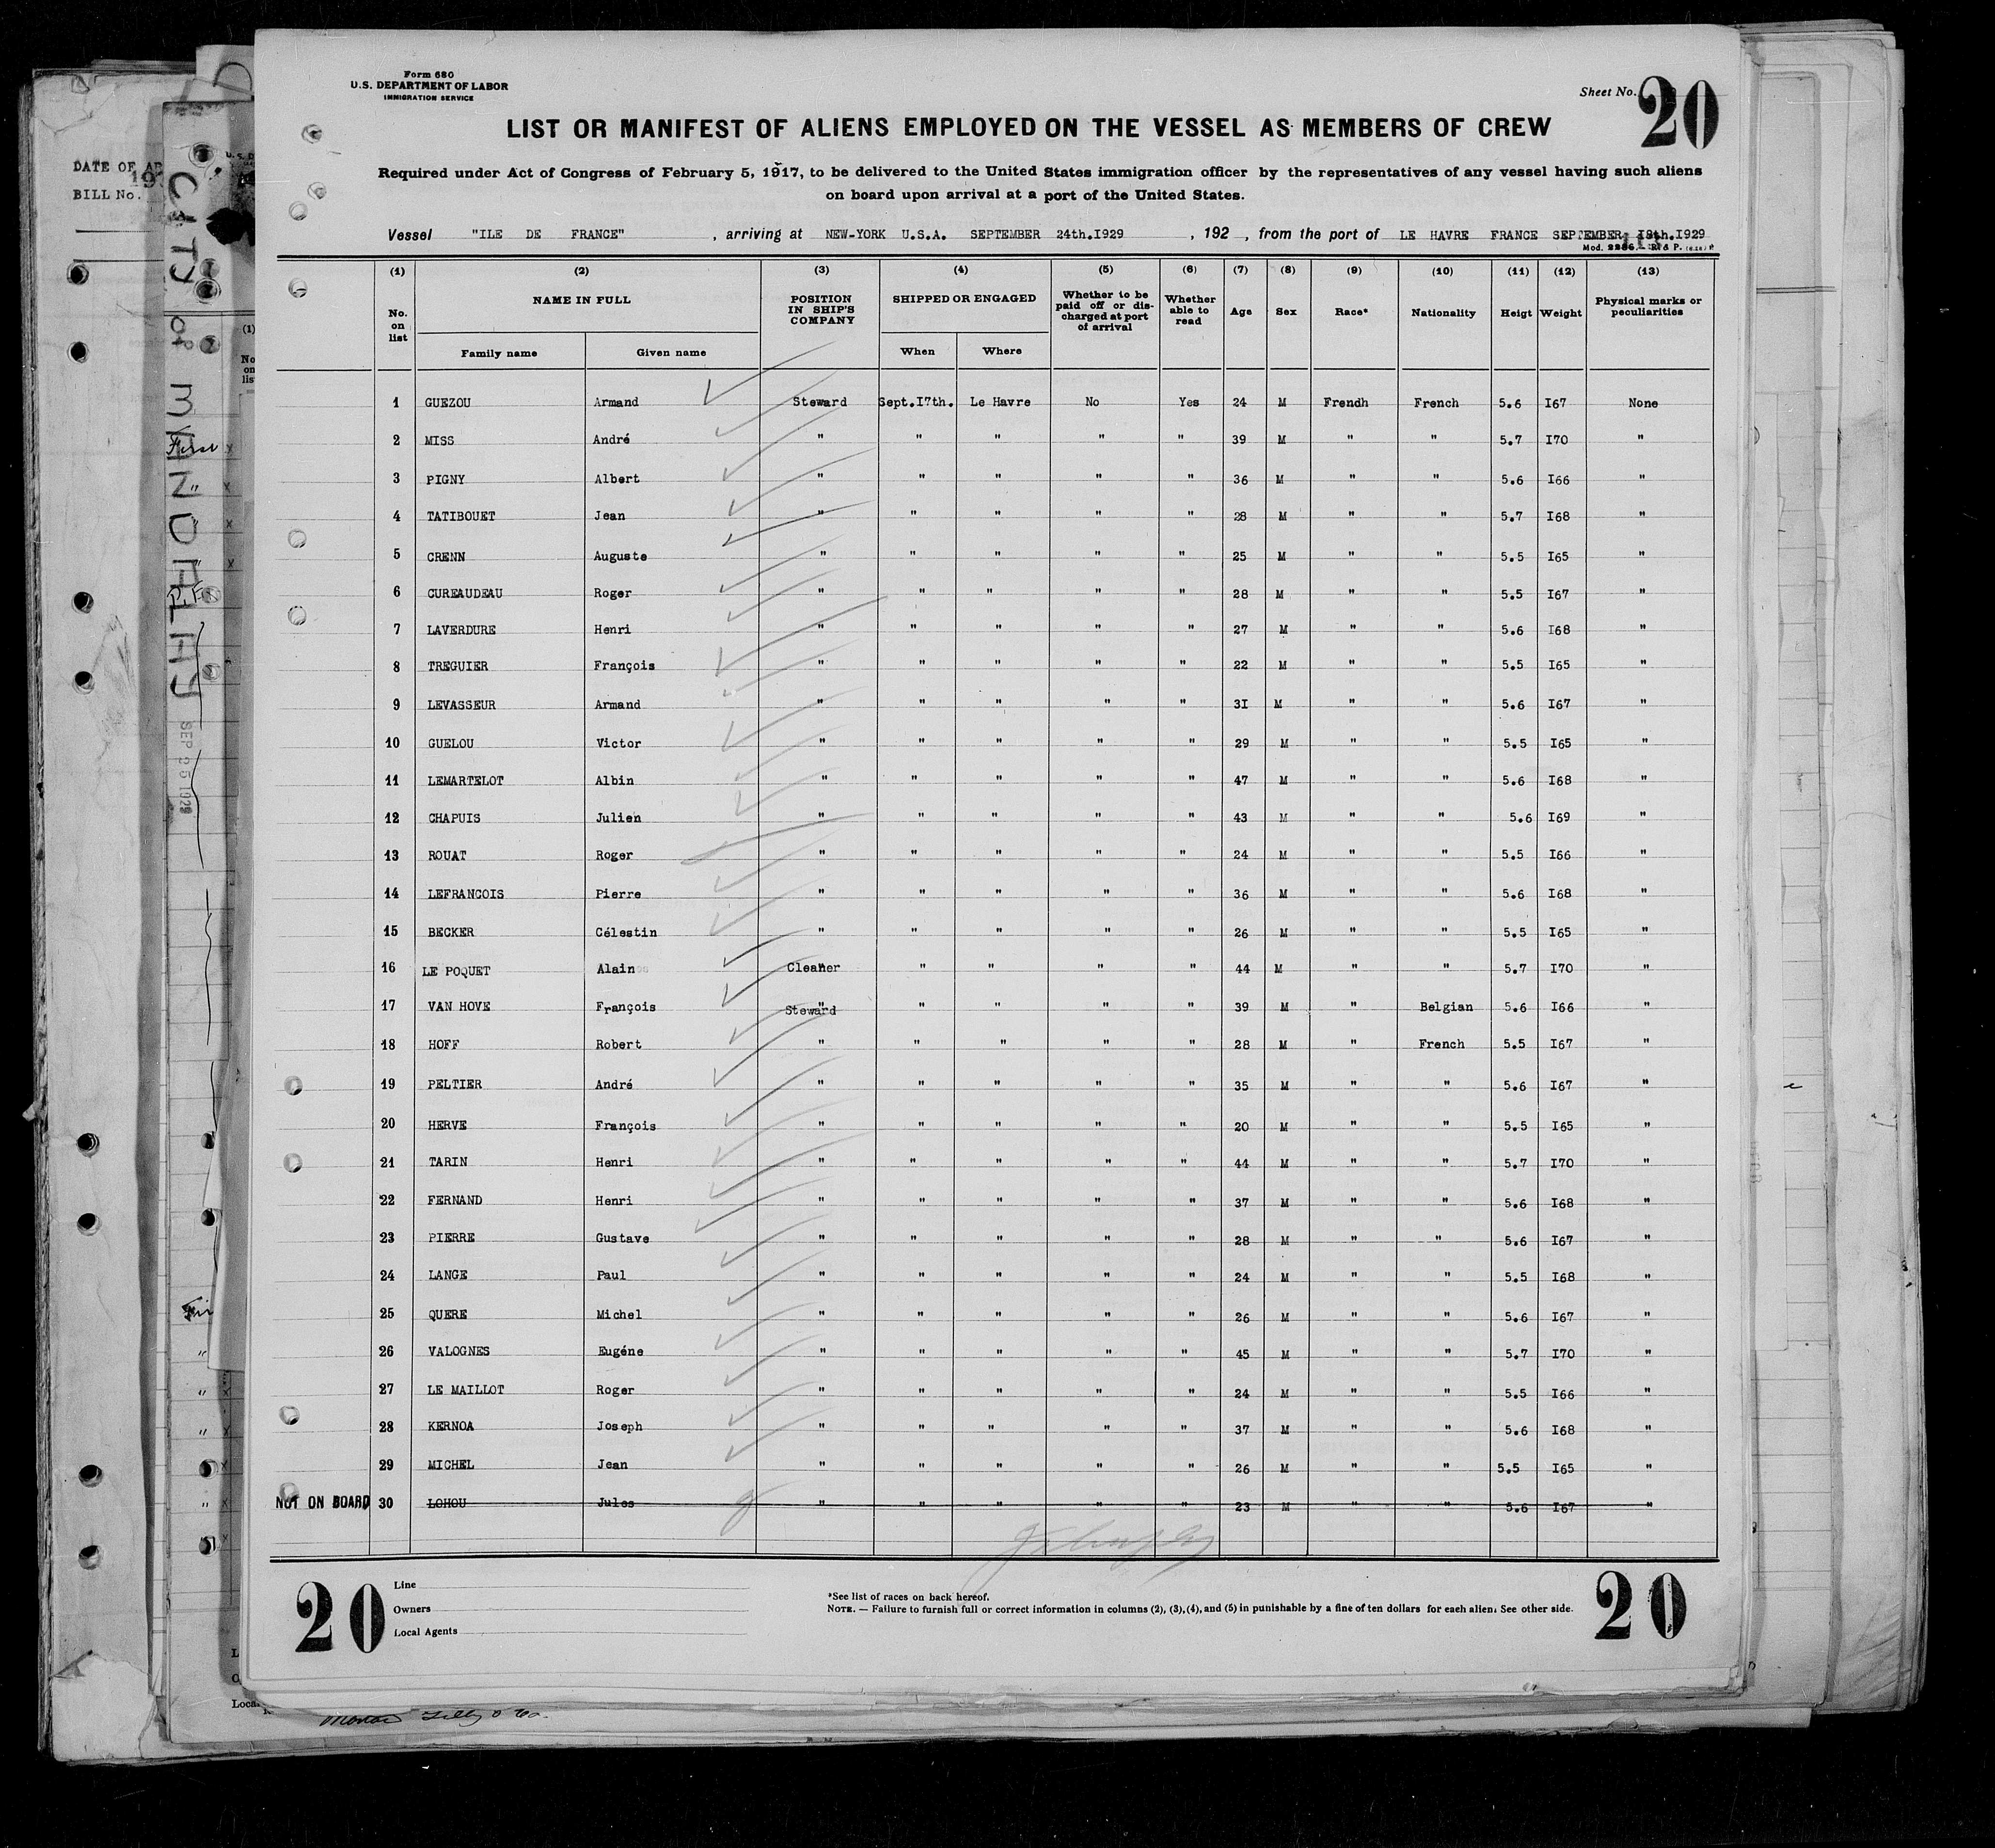 Form 680
U.S. DEPARTMENT OF LABOR
IMMIGRATION SERVICE
Sheet No. 20
LIST OR MANIFEST OF ALIENS EMPLOYED ON THE VESSEL AS MEMBERS OF CREW
Required under Act of Congress of February 5, 1917, to be delivered to the United States immigration officer by the representatives of any vessel having such aliens
on board upon arrival at a port of the United States.
Vessel "ILE DE FRANCE" , arriving at NEW-YORK U.S.A. SEPTEMBER 24th.I929 , 192 , from the port of LE HAVRE FRANCE SEPTEMBER I8th.I929
(1) (2) (3) (4) (5) (6) (7) (8) (9) (10) (11) (12) (13)
No. on list NAME IN FULL Family name Given name POSITION IN SHIP'S COMPANY SHIPPED OR ENGAGED When Where Whether to be paid off or discharged at port of arrival Whether able to read Age Sex Race* Nationality Heigt Weight Physical marks or peculiarities
1 GUEZOU Armand Steward Sept.I7th. Le Havre No Yes 24 M Frendh French 5.6 I67 None
2 MISS André " " " " " 39 M " " 5.7 I70 "
3 PIGNY Albert " " " " " 36 M " " 5.6 I66 "
4 TATIBOUET Jean " " " " " 28 M " " 5.7 I68 "
5 CRENN Auguste " " " " " 25 M " " 5.5 I65 "
6 CUREAUDEAU Roger " " " " " 28 M " " 5.5 I67 "
7 LAVERDURE Henri " " " " " 27 M " " 5.6 I68 "
8 TREGUIER François " " " " " 22 M " " 5.5 I65 "
9 LEVASSEUR Armand " " " " " 3I M " " 5.6 I67 "
10 GUELOU Victor " " " " " 29 M " " 5.5 I65 "
11 LEMARTELOT Albin " " " " " 47 M " " 5.6 I68 "
12 CHAPUIS Julien " " " " " 43 M " " 5.6 I69 "
13 ROUAT Roger " " " " " 24 M " " 5.5 I66 "
14 LEFRANCOIS Pierre " " " " " 36 M " " 5.6 I68 "
15 BECKER Célestin " " " " " 26 M " " 5.5 I65 "
16 LE POQUET Alain Cleaner " " " " 44 M " " 5.7 I70 "
17 VAN HOVE François Steward " " " " 39 M " Belgian 5.6 I66 "
18 HOFF Robert " " " " " 28 M " French 5.5 I67 "
19 PELTIER André " " " " " 35 M " " 5.6 I67 "
20 HERVE François " " " " " 20 M " " 5.5 I65 "
21 TARIN Henri " " " " " 44 M " " 5.7 I70 "
22 FERNAND Henri " " " " " 37 M " " 5.6 I68 "
23 PIERRE Gustave " " " " " 28 M " " 5.6 I67 "
24 LANGE Paul " " " " " 24 M " " 5.5 I68 "
25 QUERE Michel " " " " " 26 M " " 5.6 I67 "
26 VALOGNES Eugéne " " " " " 45 M " " 5.7 I70 "
27 LE MAILLOT Roger " " " " " 24 M " " 5.5 I66 "
28 KERNOA Joseph " " " " " 37 M " " 5.6 I68 "
29 MICHEL Jean " " " " " 26 M " " 5.5 I65 "
NOT ON BOARD 30 LOHOU Jules " " " " " 23 M " " 5.6 I67 "
20 20
Line
Owners
Local Agents
*See list of races on back hereof.
NOTE. — Failure to furnish full or correct information in columns (2), (3), (4), and (5) in punishable by a fine of ten dollars for each alien. See other side.
DATE OF
BILL No.
CITY OF MANDALAY
First
SEP 25 1929